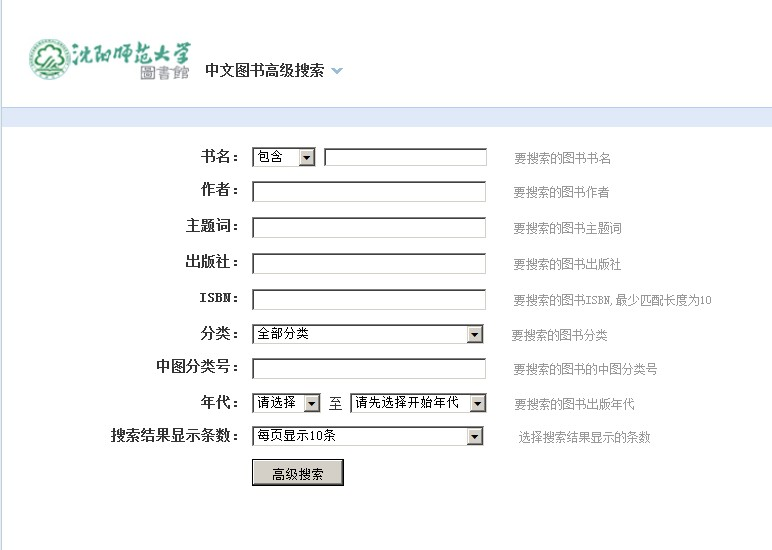 沈阳师范大学
圖書館
中文图书高级搜索
书名： 包含 要搜索的图书书名
作者： 要搜索的图书作者
主题词： 要搜索的图书主题词
出版社： 要搜索的图书出版社
ISBN： 要搜索的图书ISBN,最少匹配长度为10
分类： 全部分类 要搜索的图书分类
中图分类号： 要搜索的图书的中图分类号
年代： 请选择 至 请先选择开始年代 要搜索的图书出版年代
搜索结果显示条数： 每页显示10条 选择搜索结果显示的条数
高级搜索